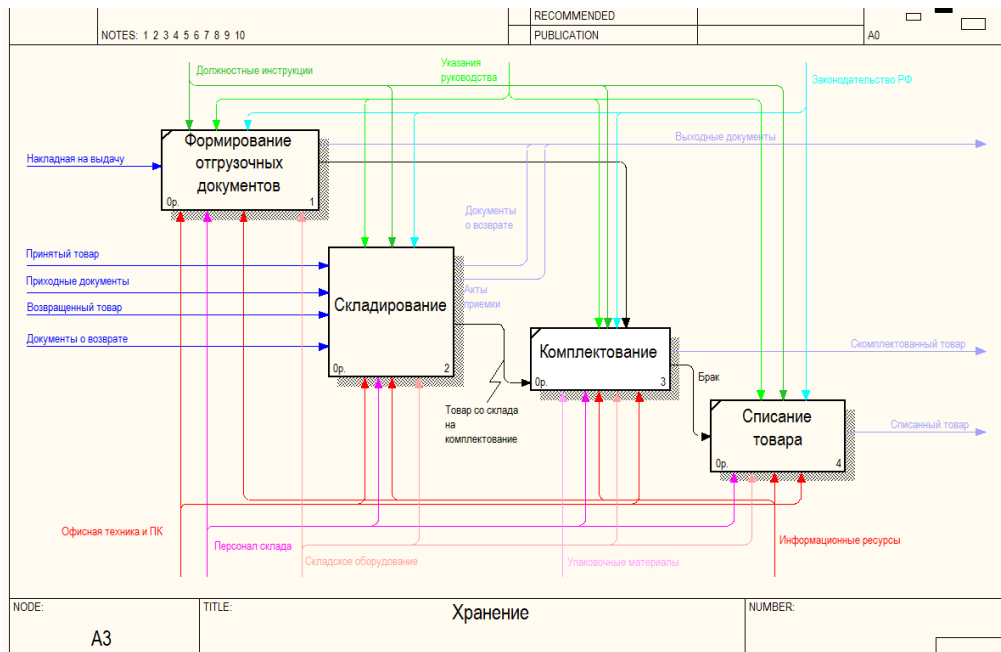 RECOMMENDED
NOTES: 1 2 3 4 5 6 7 8 9 10
PUBLICATION
A0
Должностные инструкции
Указания
руководства
Законодательство РФ
Формирование
отгрузочных
документов
0р.
1
Выходные документы
Накладная на выдачу
Документы
о возврате
Принятый товар
Приходные документы
Возвращенный товар
Документы о возврате
Складирование
0р.
2
Акты
приемки
Комплектование
0р.
3
Скомплектованный товар
Товар со склада
на
комплектование
Брак
Списание
товара
0р.
4
Списанный товар
Офисная техника и ПК
Персонал склада
Складское оборудование
Упаковочные материалы
Информационные ресурсы
NODE:
A3
TITLE:
Хранение
NUMBER: